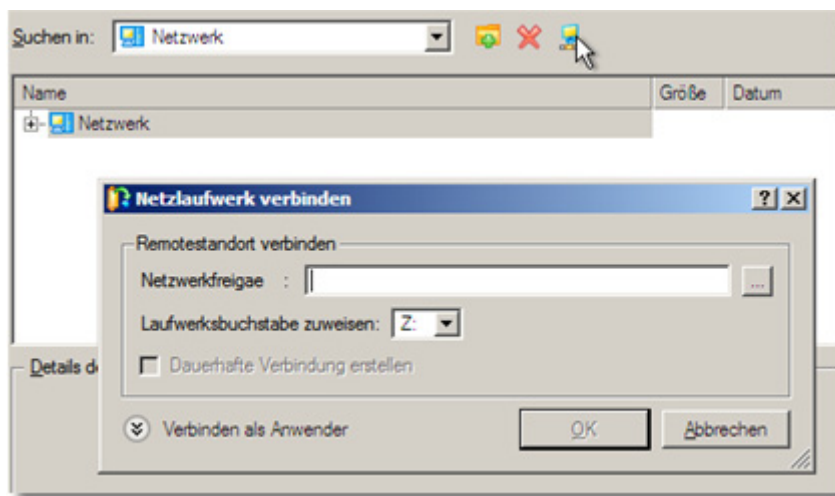 Suchen in: Netzwerk
Name Größe Datum
Netzwerk
Netzlaufwerk verbinden
Remotestandort verbinden
Netzwerkfreigae :
Laufwerksbuchstabe zuweisen: Z:
Details d
Dauerhafte Verbindung erstellen
Verbinden als Anwender OK Abbrechen